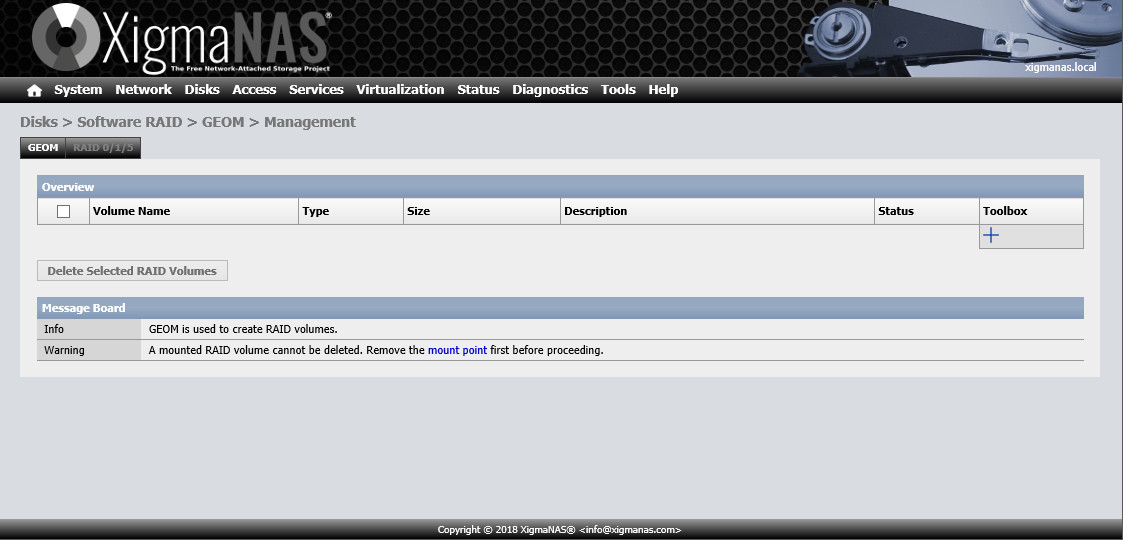 XigmaNAS®
The Free Network-Attached Storage Project
xigmanas.local
System Network Disks Access Services Virtualization Status Diagnostics Tools Help
Disks > Software RAID > GEOM > Management
GEOM RAID 0/1/5
Overview
Volume Name Type Size Description Status Toolbox
Delete Selected RAID Volumes
Message Board
Info GEOM is used to create RAID volumes.
Warning A mounted RAID volume cannot be deleted. Remove the mount point first before proceeding.
Copyright © 2018 XigmaNAS® <info@xigmanas.com>